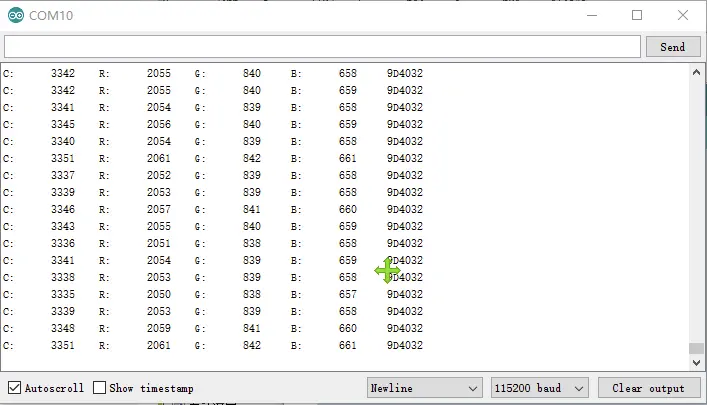 COM10
Send
C: 3342 R: 2055 G: 840 B: 658 9D4032
C: 3342 R: 2055 G: 840 B: 659 9D4032
C: 3341 R: 2054 G: 839 B: 658 9D4032
C: 3345 R: 2056 G: 840 B: 659 9D4032
C: 3340 R: 2054 G: 839 B: 658 9D4032
C: 3351 R: 2061 G: 842 B: 661 9D4032
C: 3337 R: 2052 G: 839 B: 658 9D4032
C: 3339 R: 2053 G: 839 B: 658 9D4032
C: 3346 R: 2057 G: 841 B: 660 9D4032
C: 3343 R: 2055 G: 840 B: 659 9D4032
C: 3336 R: 2051 G: 838 B: 658 9D4032
C: 3341 R: 2054 G: 839 B: 659 9D4032
C: 3338 R: 2053 G: 839 B: 658 9D4032
C: 3335 R: 2050 G: 838 B: 657 9D4032
C: 3339 R: 2053 G: 839 B: 658 9D4032
C: 3348 R: 2059 G: 841 B: 660 9D4032
C: 3351 R: 2061 G: 842 B: 661 9D4032
Autoscroll Show timestamp Newline 115200 baud Clear output